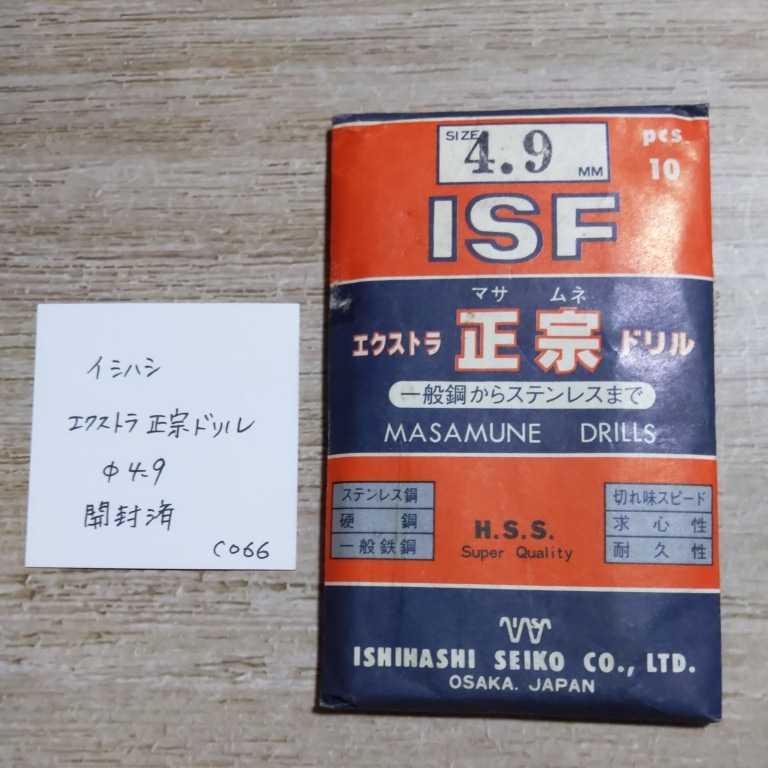 イシハシ
エクストラ 正宗ドリル
φ4.9
開封済
C066
SIZE 4.9 MM
pcs.
10
ISF
マサ ムネ
エクストラ 正宗 ドリル
一般鋼からステンレスまで
MASAMUNE DRILLS
ステンレス鋼
硬 鋼
一般鉄鋼
H.S.S.
Super Quality
切れ味スピード
求心性
耐久性
ISHIHASHI SEIKO CO., LTD.
OSAKA. JAPAN